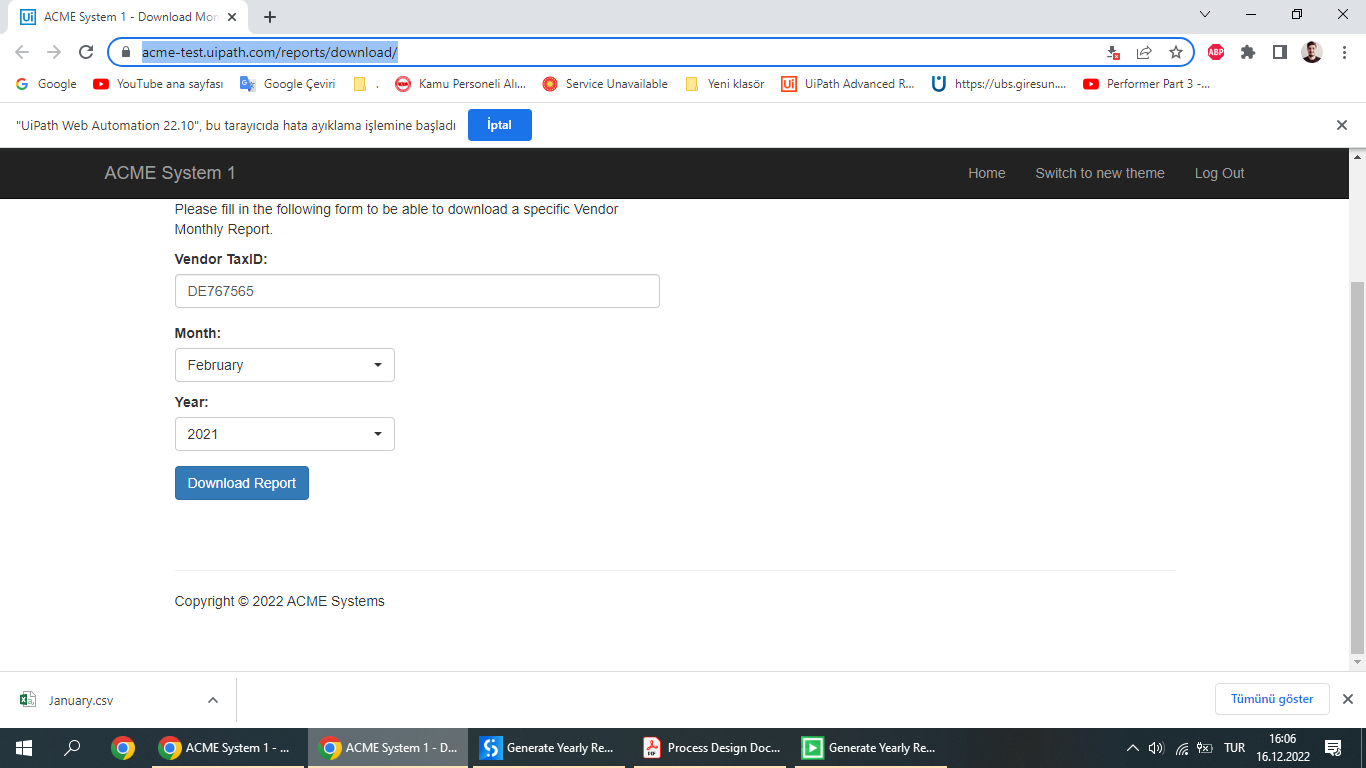 ACME System 1 - Download Mon
acme-test.uipath.com/reports/download/
ABP
Google
YouTube ana sayfası
Google Çeviri
.
Kamu Personeli Alı...
Service Unavailable
Yeni klasör
UiPath Advanced R...
https://ubs.giresun....
Performer Part 3 -...
"UiPath Web Automation 22.10", bu tarayıcıda hata ayıklama işlemine başladı
İptal
ACME System 1
Home
Switch to new theme
Log Out
Please fill in the following form to be able to download a specific Vendor
Monthly Report.
Vendor TaxID:
DE767565
Month:
February
Year:
2021
Download Report
Copyright © 2022 ACME Systems
January.csv
Tümünü göster
ACME System 1 - ...
ACME System 1 - D...
Generate Yearly Re...
Process Design Doc...
Generate Yearly Re...
TUR
16:06
16.12.2022